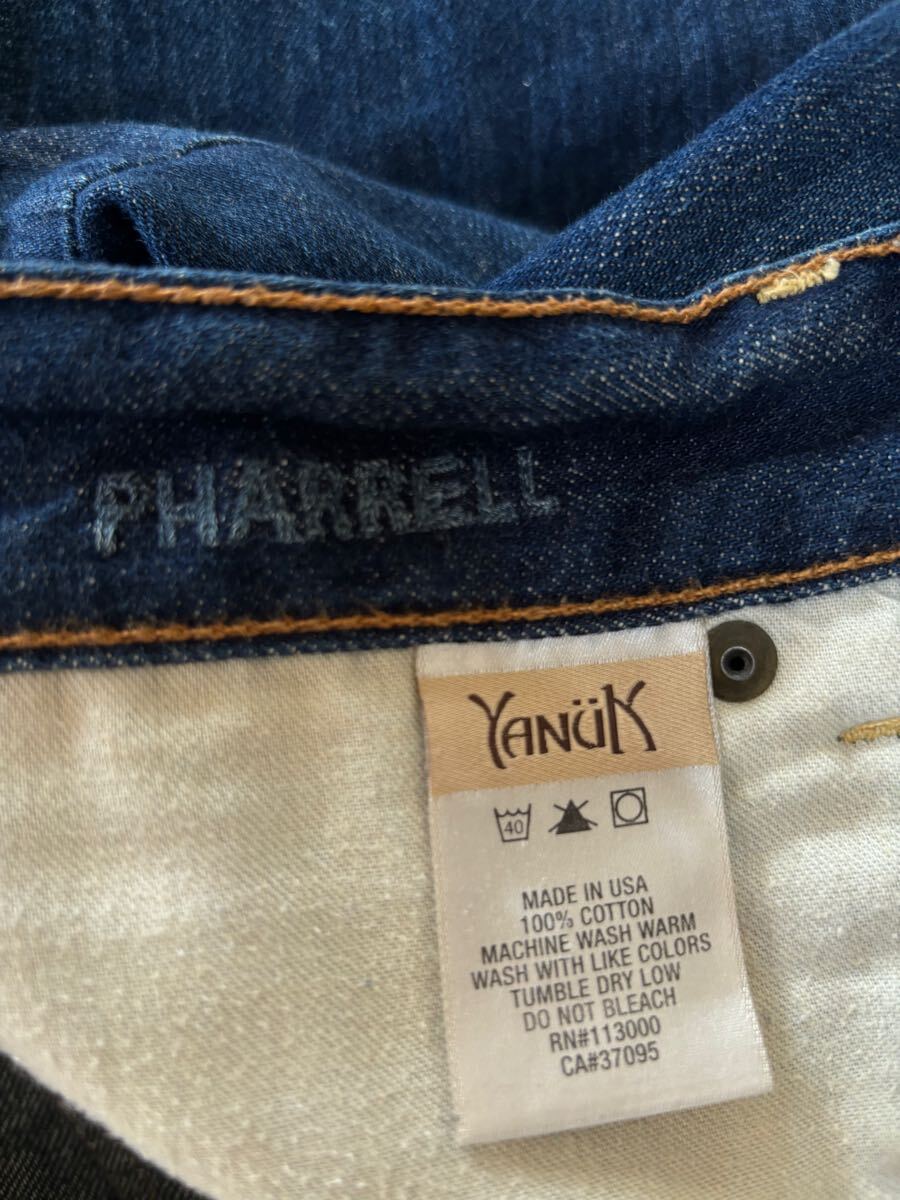 PHARRELL
YANÜK
40
MADE IN USA
100% COTTON
MACHINE WASH WARM
WASH WITH LIKE COLORS
TUMBLE DRY LOW
DO NOT BLEACH
RN#113000
CA#37095